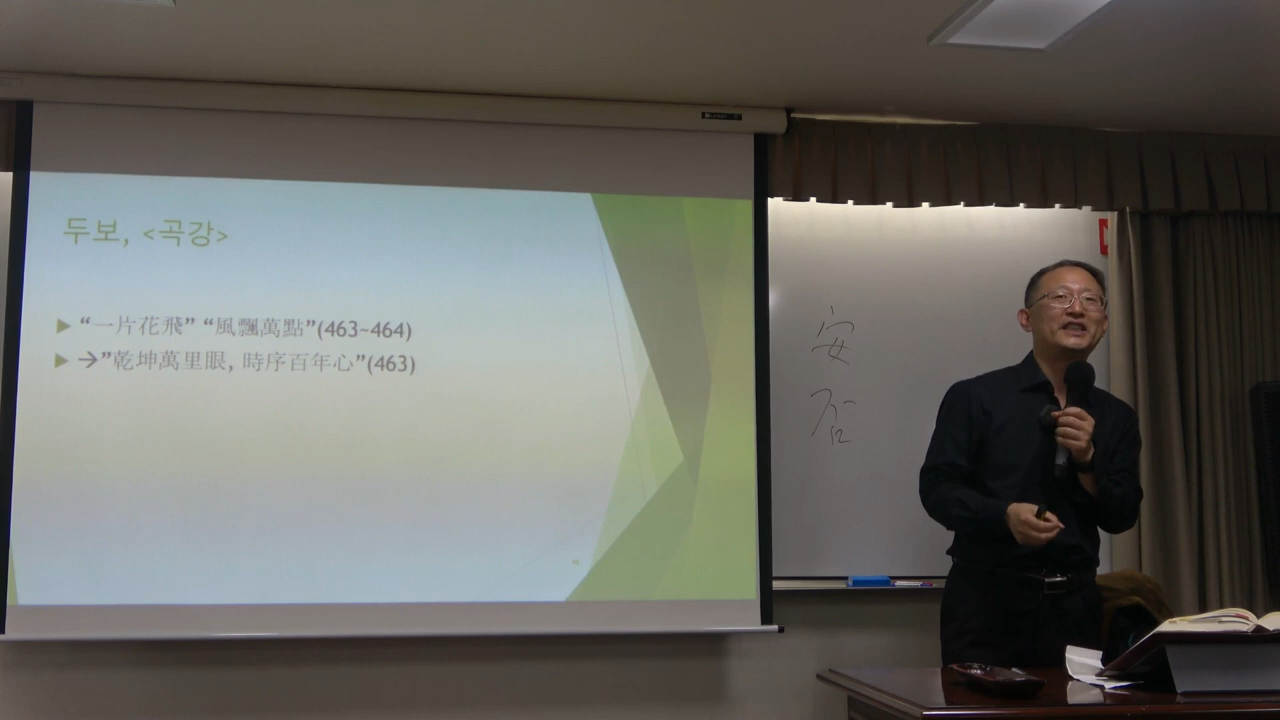 두보, <곡강>
“一片花飛” “風飄萬點”(463~464)
→”乾坤萬里眼, 時序百年心”(463)
安